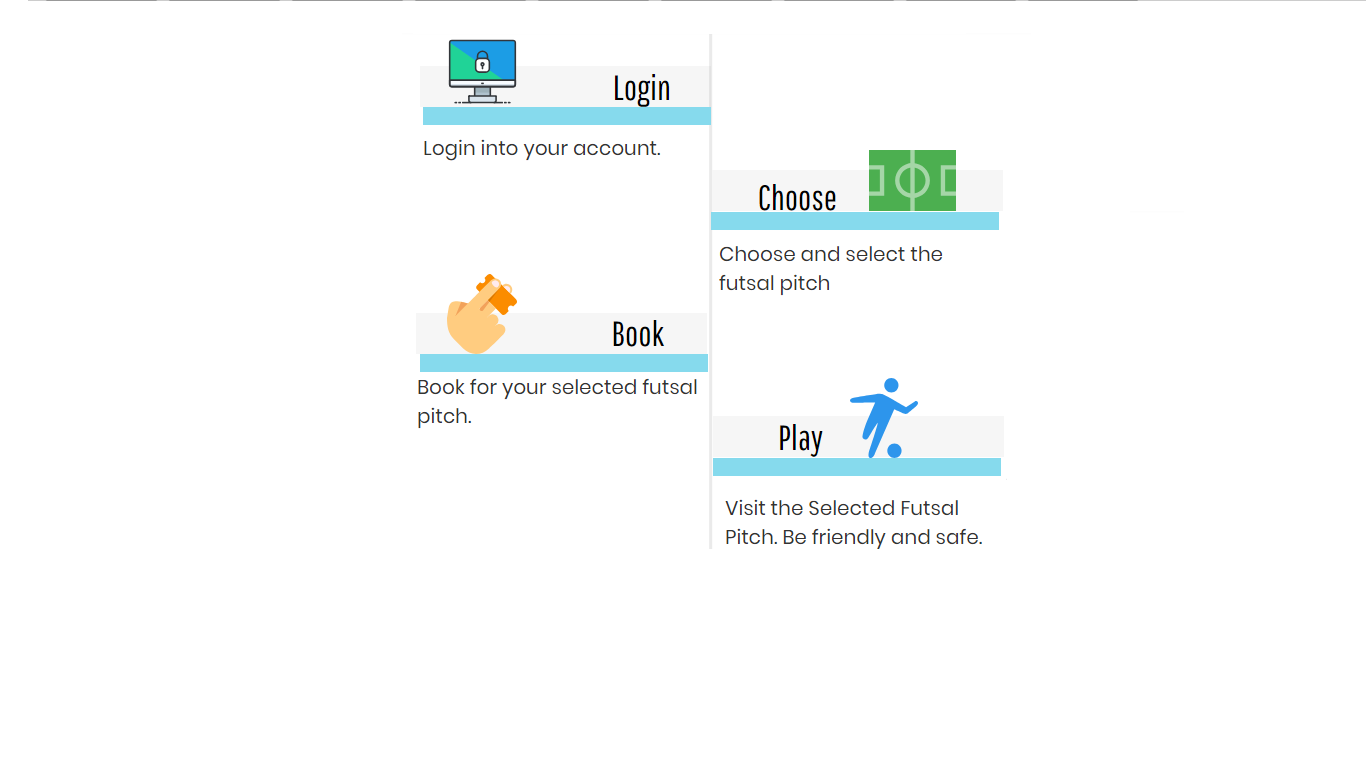 Login
Login into your account.
Choose
Choose and select the
futsal pitch
Book
Book for your selected futsal
pitch.
Play
Visit the Selected Futsal
Pitch. Be friendly and safe.